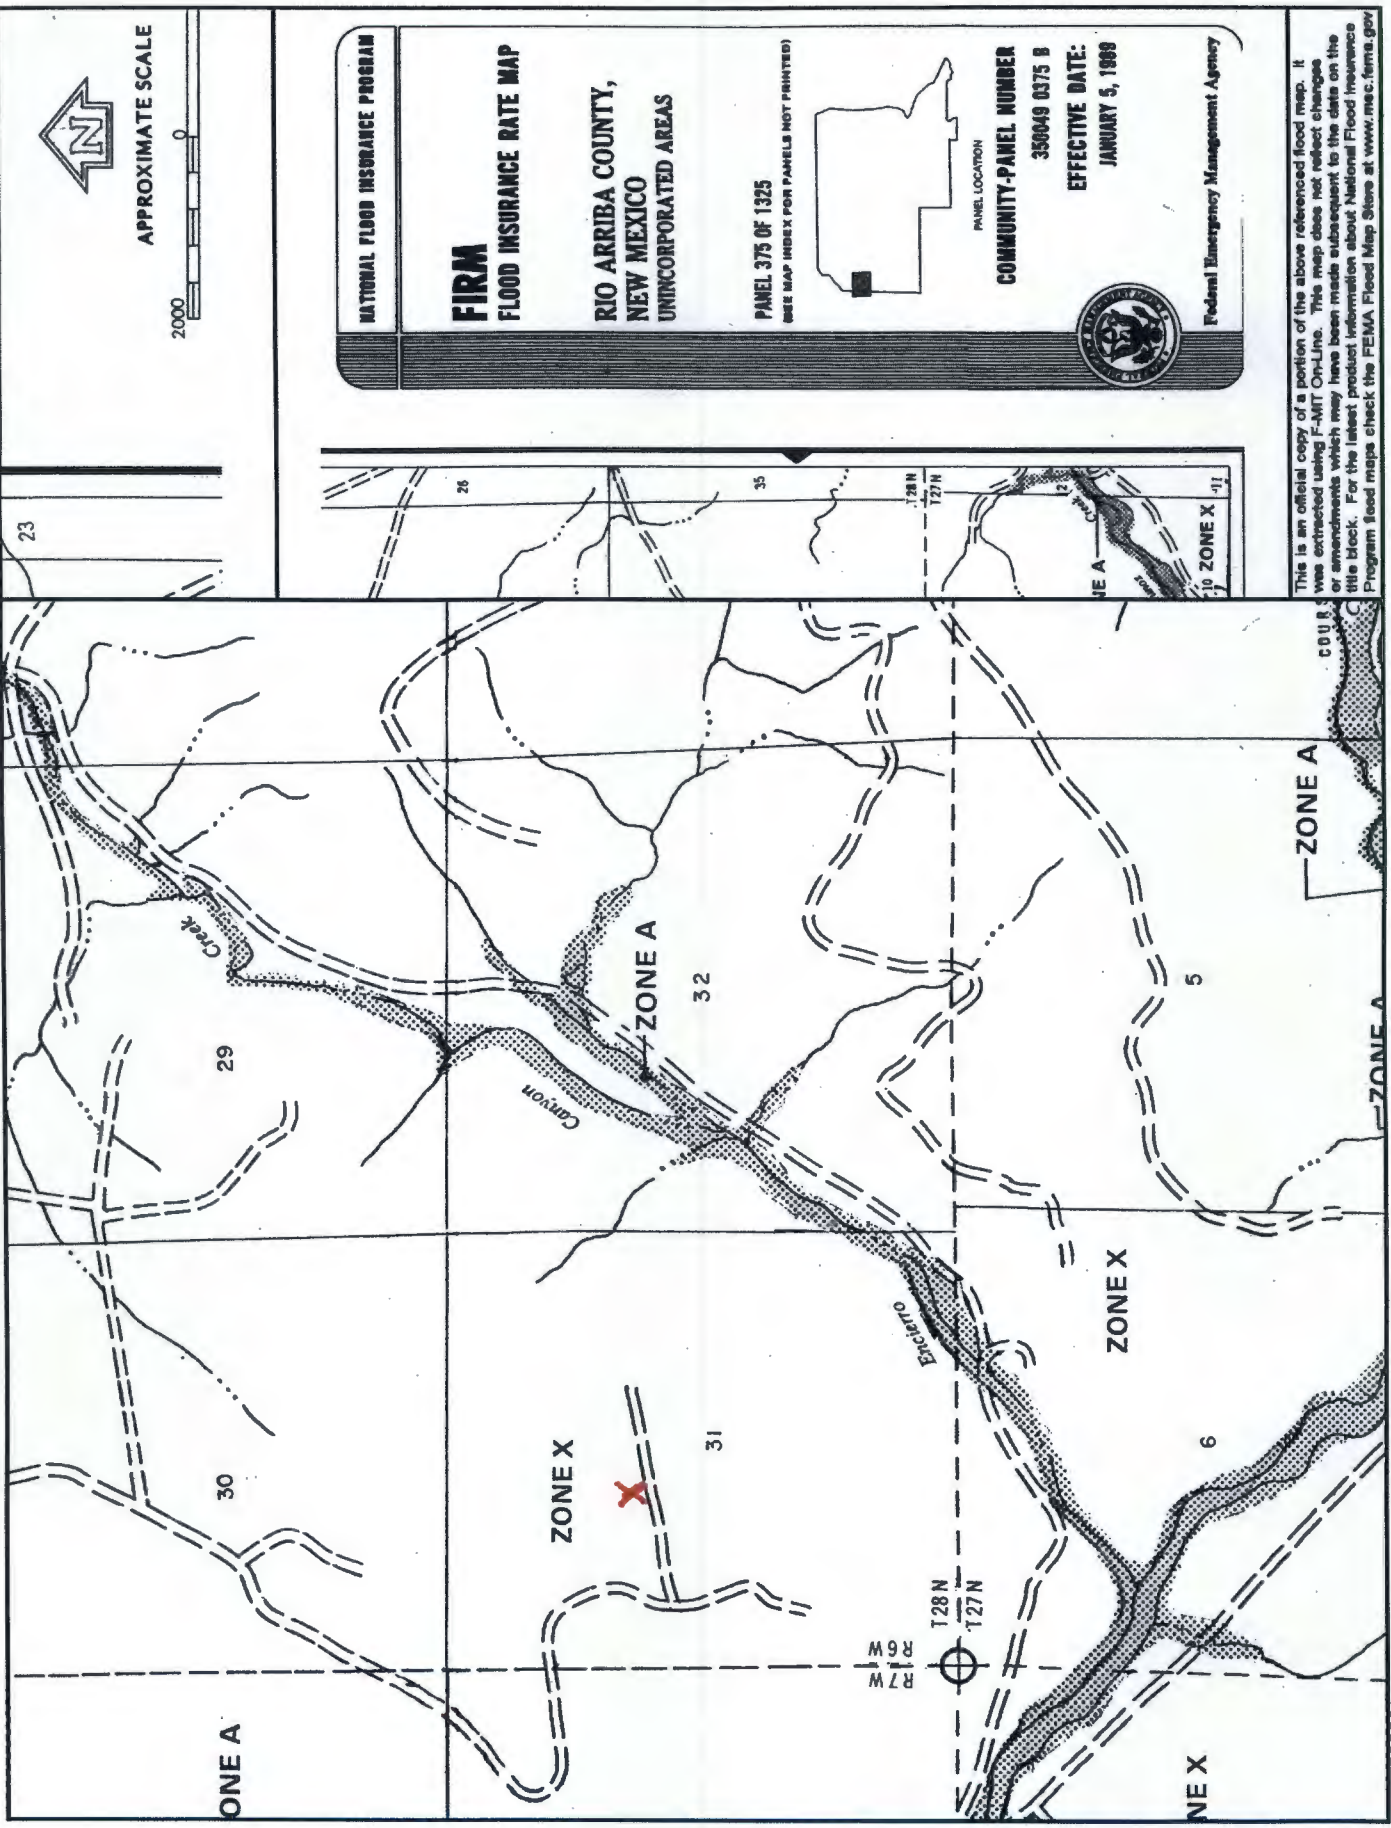 N
APPROXIMATE SCALE
2000 0
NATIONAL FLOOD INSURANCE PROGRAM
FIRM
FLOOD INSURANCE RATE MAP
RIO ARRIBA COUNTY,
NEW MEXICO
UNINCORPORATED AREAS
PANEL 375 OF 1325
(SEE MAP INDEX FOR PANELS NOT PRINTED)
PANEL LOCATION
COMMUNITY-PANEL NUMBER
350049 0375 B
EFFECTIVE DATE:
JANUARY 5, 1989
Federal Emergency Management Agency
This is an official copy of a portion of the above referenced flood map. It
was extracted using F-MIT On-Line. This map does not reflect changes
or amendments which may have been made subsequent to the date on the
title block. For the latest product information about National Flood Insurance
Program flood maps check the FEMA Flood Map Store at www.msc.fema.gov
23
26
35
T28N
T27N
12
Creek
NE A
10 ZONE X 11
COUR
Creek
29
Canyon
ZONE A
32
ZONE A
5
ZONE A
30
ZONE X
31
Encierro
ZONE X
6
R6W
R7W
T28N
T27N
ONE A
NE X